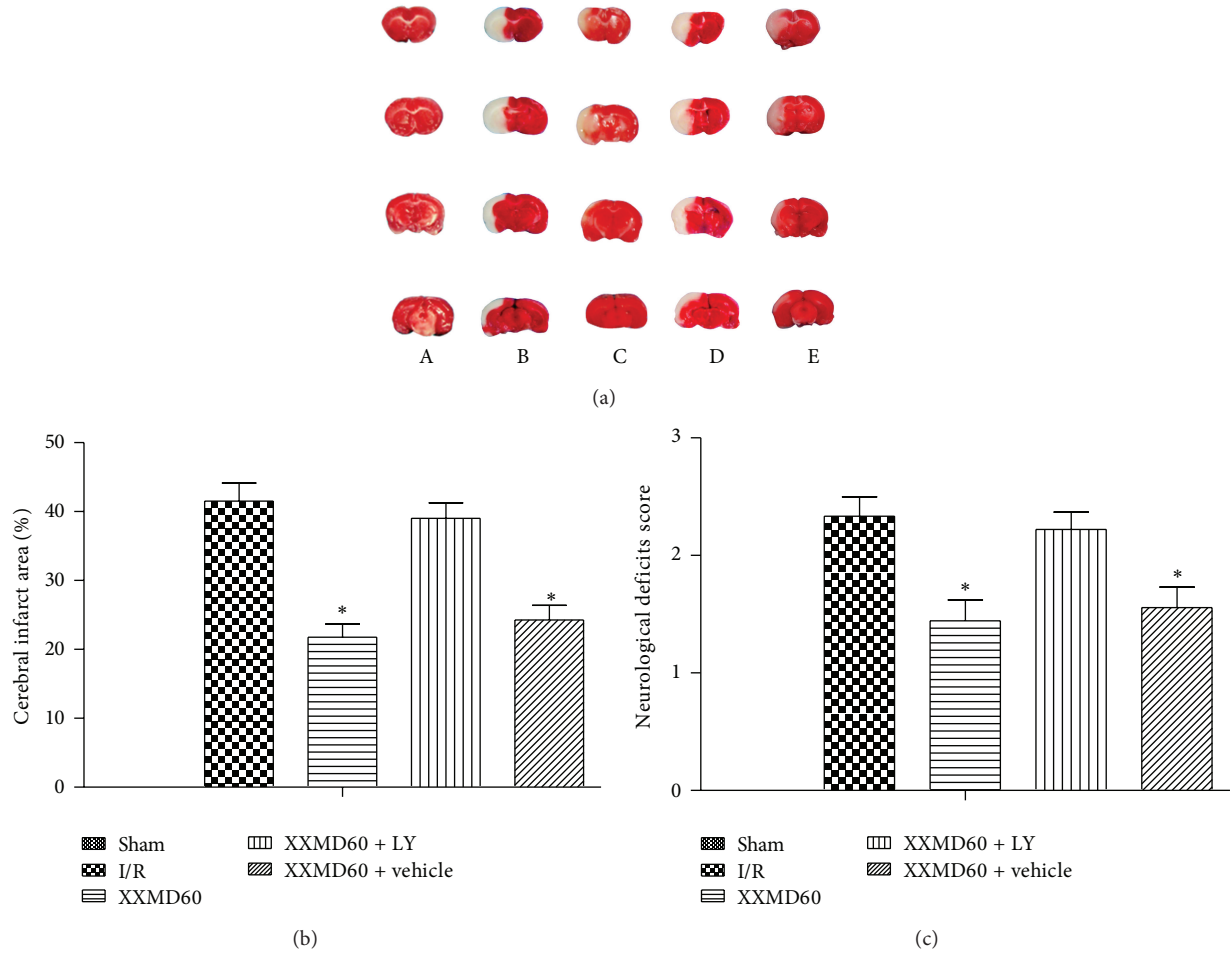 A B C D E
(a)
50
40
30
20
10
0
Cerebral infarct area (%)
*
*
Sham
I/R
XXMD60
XXMD60 + LY
XXMD60 + vehicle
(b)
3
2
1
0
Neurological deficits score
*
*
Sham
I/R
XXMD60
XXMD60 + LY
XXMD60 + vehicle
(c)